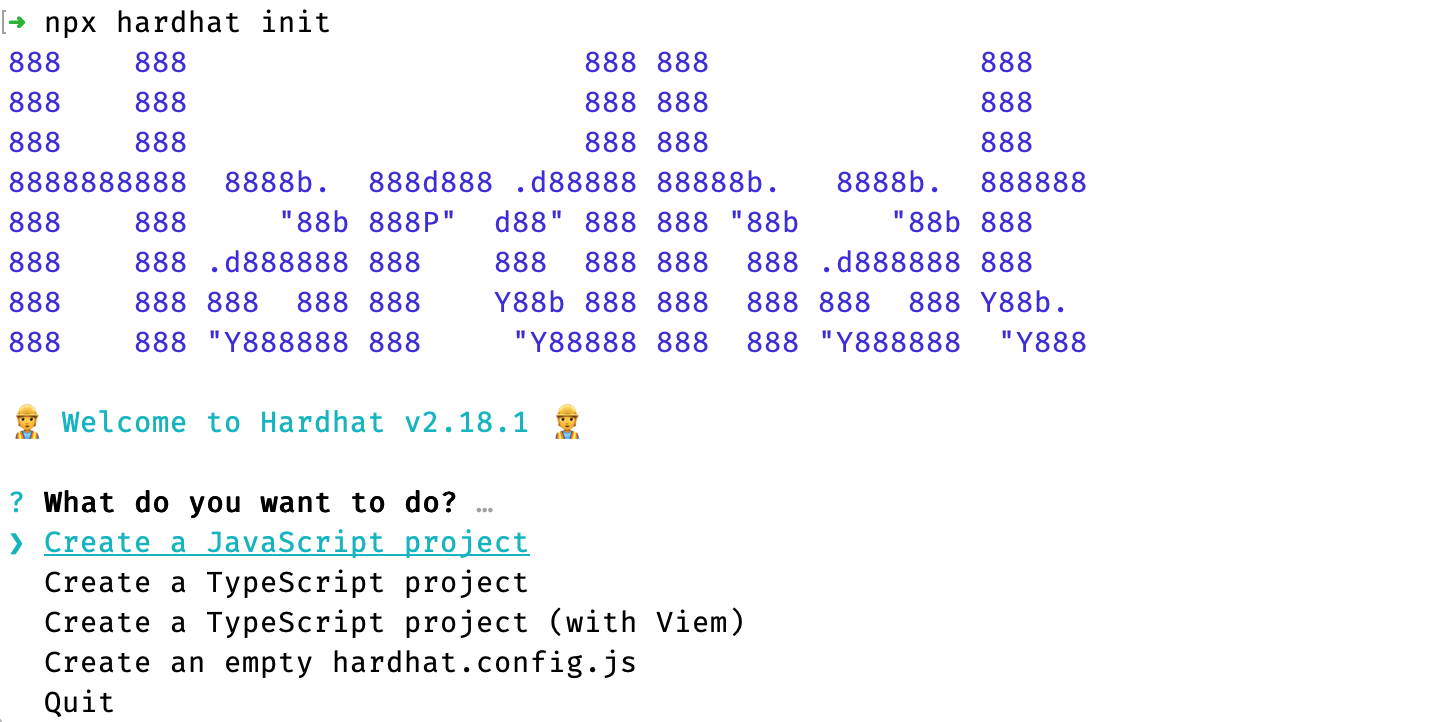 ➜ npx hardhat init
888    888                      888 888               888
888    888                      888 888               888
888    888                      888 888               888
8888888888  8888b.  888d888 .d88888 88888b.   8888b.  888888
888    888     "88b 888P"  d88" 888 888 "88b     "88b 888
888    888 .d888888 888    888  888 888  888 .d888888 888
888    888 888  888 888    Y88b 888 888  888 888  888 Y88b.
888    888 "Y888888 888     "Y88888 888  888 "Y888888  "Y888
👷 Welcome to Hardhat v2.18.1 👷
? What do you want to do? …
❯ Create a JavaScript project
Create a TypeScript project
Create a TypeScript project (with Viem)
Create an empty hardhat.config.js
Quit